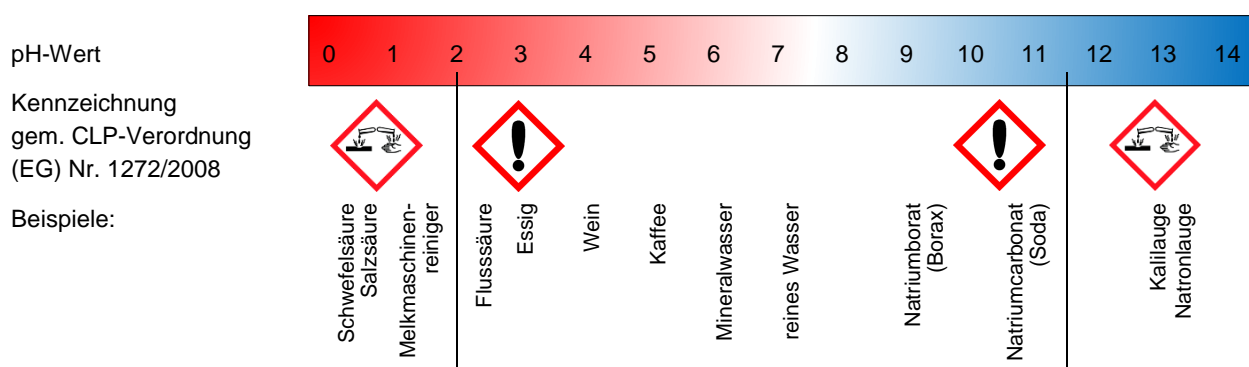 pH-Wert
0 1 2 3 4 5 6 7 8 9 10 11 12 13 14
Kennzeichnung
gem. CLP-Verordnung
(EG) Nr. 1272/2008
Beispiele:
Schwefelsäure
Salzsäure
Melkmaschinen-
reiniger
Flusssäure
Essig
Wein
Kaffee
Mineralwasser
reines Wasser
Natriumborat
(Borax)
Natriumcarbonat
(Soda)
Kalilauge
Natronlauge